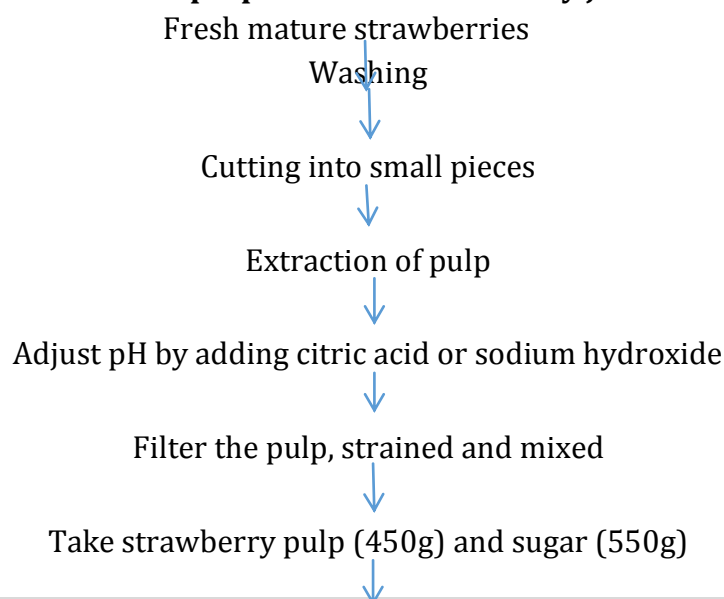 Fresh mature strawberries
Washing
Cutting into small pieces
Extraction of pulp
Adjust pH by adding citric acid or sodium hydroxide
Filter the pulp, strained and mixed
Take strawberry pulp (450g) and sugar (550g)